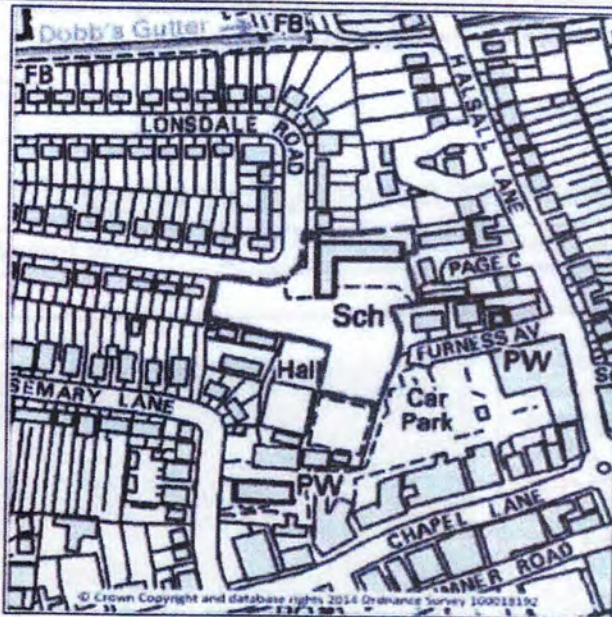 Dobb's Gutter
FB
FB
HALSALL LANE
LONSDALE ROAD
PAGE C
Sch
FURNESS AV
PW
Hall
Car
Park
SEMARY LANE
PW
CHAPEL LANE
NER ROAD
© Crown Copyright and database rights 2014 Ordnance Survey 100018192